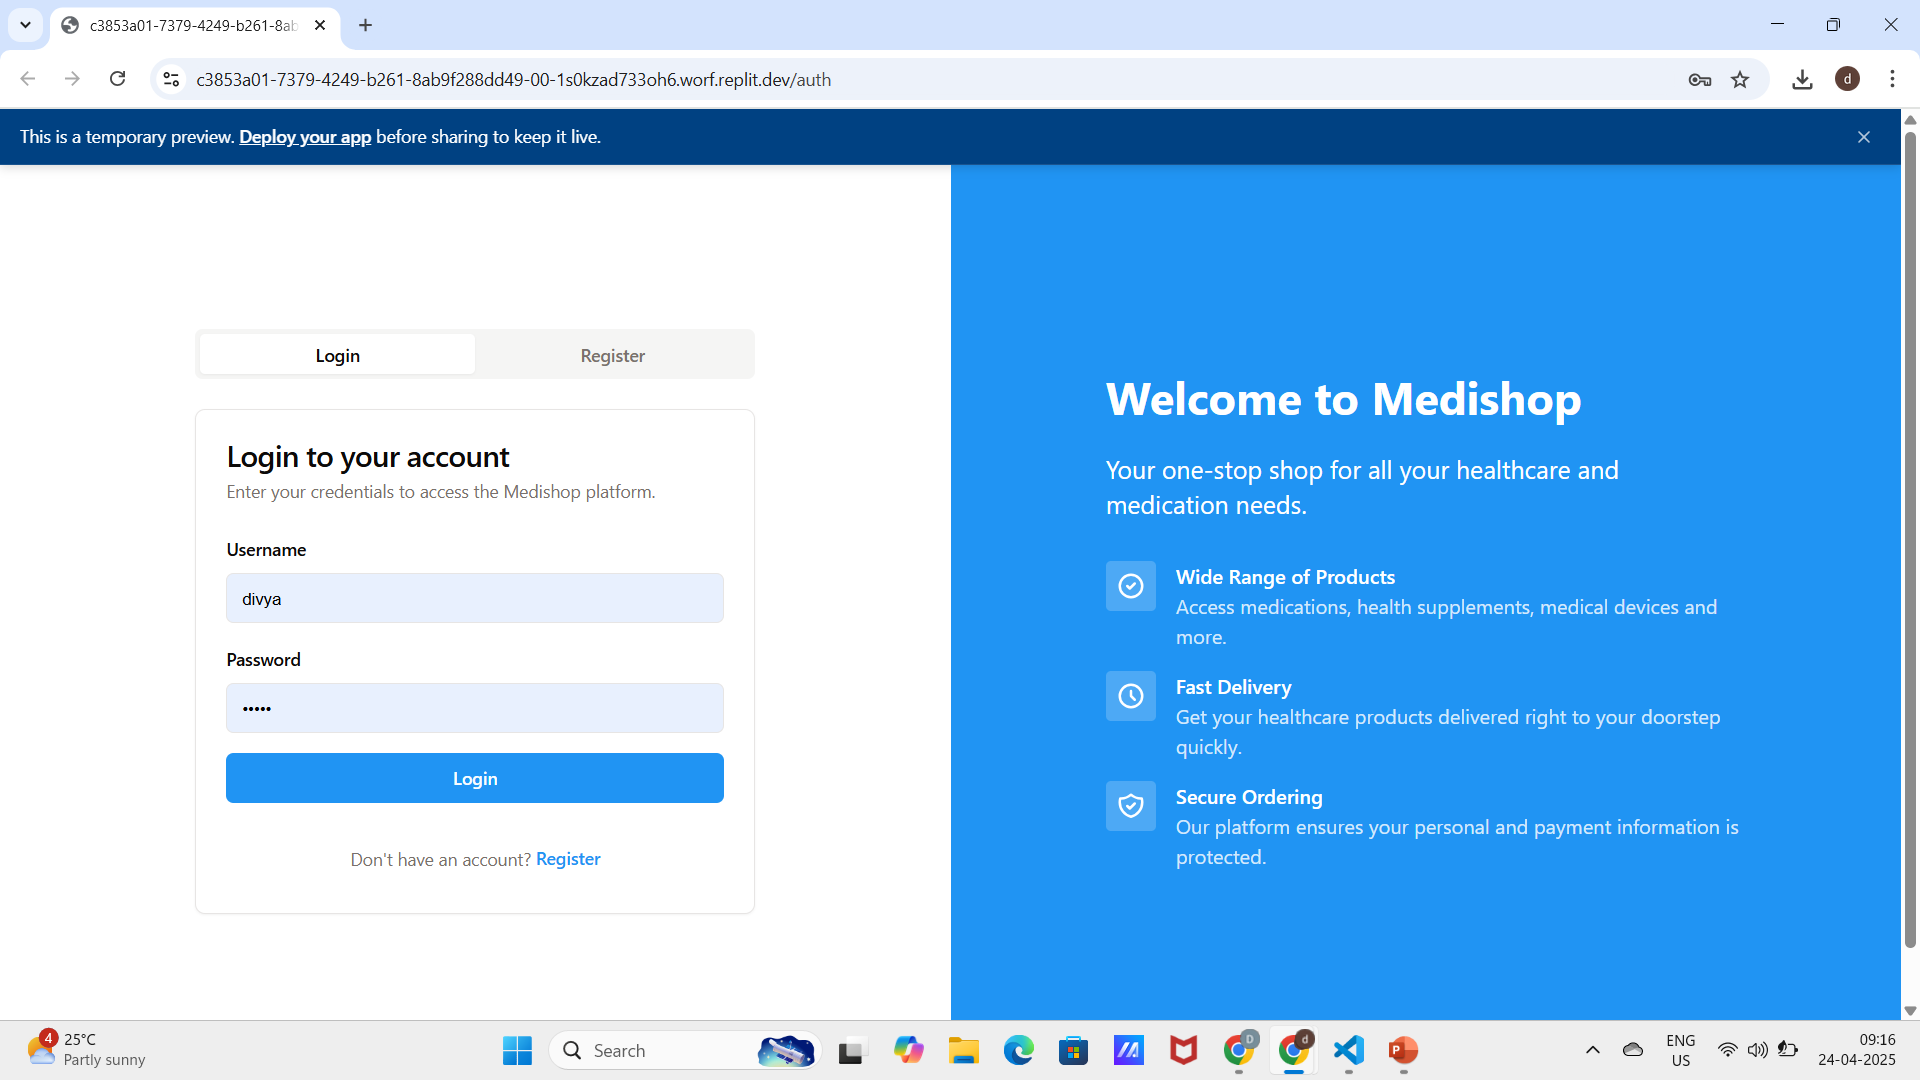 c3853a01-7379-4249-b261-8ab
c3853a01-7379-4249-b261-8ab9f288dd49-00-1s0kzad733oh6.worf.replit.dev/auth
d
This is a temporary preview. Deploy your app before sharing to keep it live.
Login
Register
Login to your account
Enter your credentials to access the Medishop platform.
Username
divya
Password
•••••
Login
Don't have an account? Register
Welcome to Medishop
Your one-stop shop for all your healthcare and
medication needs.
Wide Range of Products
Access medications, health supplements, medical devices and
more.
Fast Delivery
Get your healthcare products delivered right to your doorstep
quickly.
Secure Ordering
Our platform ensures your personal and payment information is
protected.
4
25°C
Partly sunny
Search
D
d
P
ENG
US
09:16
24-04-2025